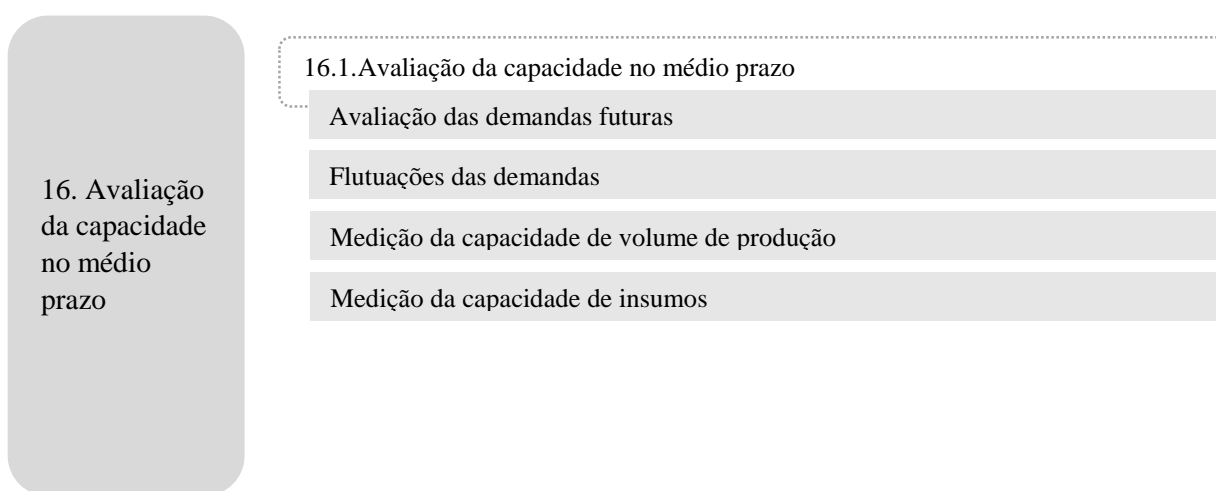 16. Avaliação
da capacidade
no médio
prazo
16.1.Avaliação da capacidade no médio prazo
Avaliação das demandas futuras
Flutuações das demandas
Medição da capacidade de volume de produção
Medição da capacidade de insumos